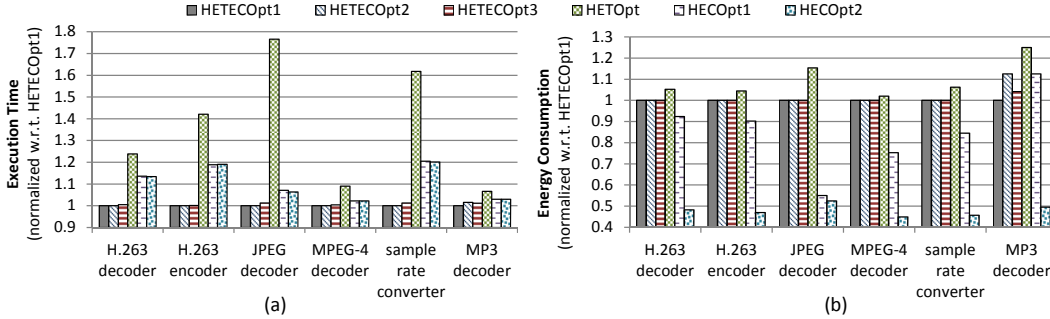 HETECOpt1 HETECOpt2 HETECOpt3 HETOpt HECOpt1 HECOpt2
Execution Time
(normalized w.r.t. HETECOpt1)
1.8
1.7
1.6
1.5
1.4
1.3
1.2
1.1
1
0.9
H.263 decoder
H.263 encoder
JPEG decoder
MPEG-4 decoder
sample rate converter
MP3 decoder
(a)
Energy Consumption
(normalized w.r.t. HETECOpt1)
1.3
1.2
1.1
1
0.9
0.8
0.7
0.6
0.5
0.4
H.263 decoder
H.263 encoder
JPEG decoder
MPEG-4 decoder
sample rate converter
MP3 decoder
(b)